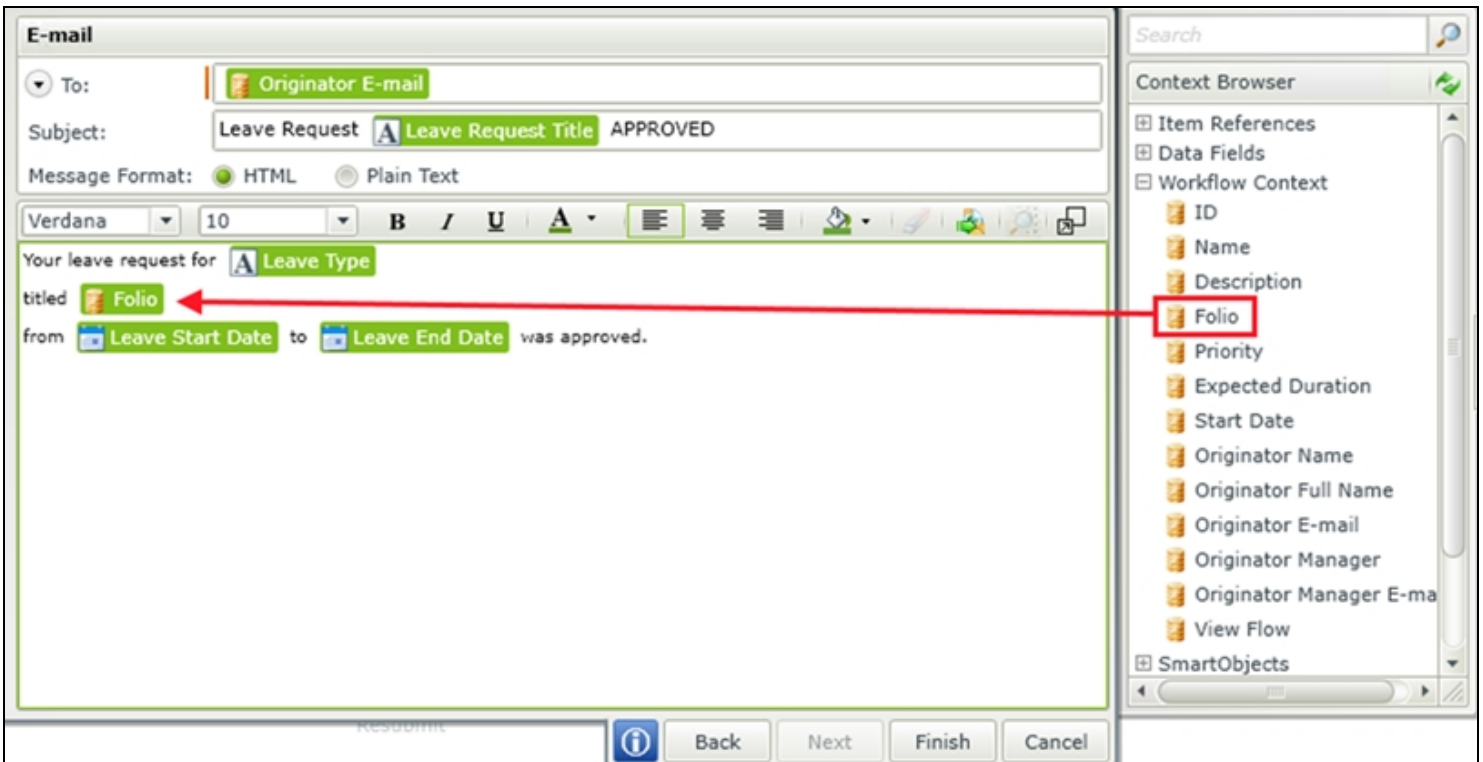 E-mail
To: Originator E-mail
Subject: Leave Request A Leave Request Title APPROVED
Message Format: HTML Plain Text
Verdana 10 B I U A
Your leave request for A Leave Type
titled Folio
from Leave Start Date to Leave End Date was approved.
Resubmit
Back Next Finish Cancel
Search
Context Browser
Item References
Data Fields
Workflow Context
ID
Name
Description
Folio
Priority
Expected Duration
Start Date
Originator Name
Originator Full Name
Originator E-mail
Originator Manager
Originator Manager E-ma
View Flow
SmartObjects